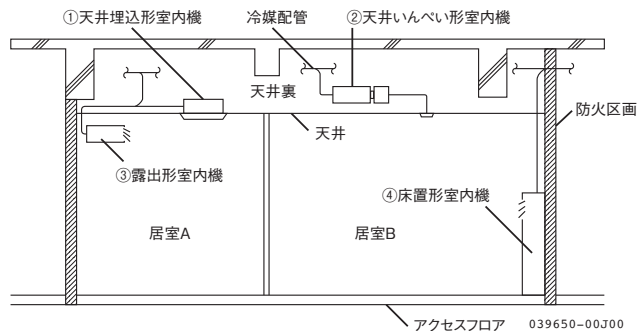 ①天井埋込形室内機
冷媒配管
②天井いんぺい形室内機
天井裏
防火区画
天井
③露出形室内機
④床置形室内機
居室A
居室B
アクセスフロア
039650-00J00